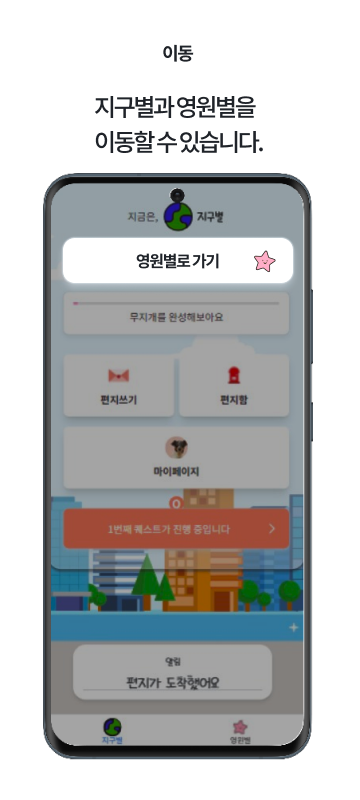 이동
지구별과 영원별을
이동할 수 있습니다.
지금은, 지구별
영원별로 가기
무지개를 완성해보아요
편지쓰기 편지함
마이페이지
1번째 퀘스트가 진행 중입니다
알림
편지가 도착했어요
지구별 영원별